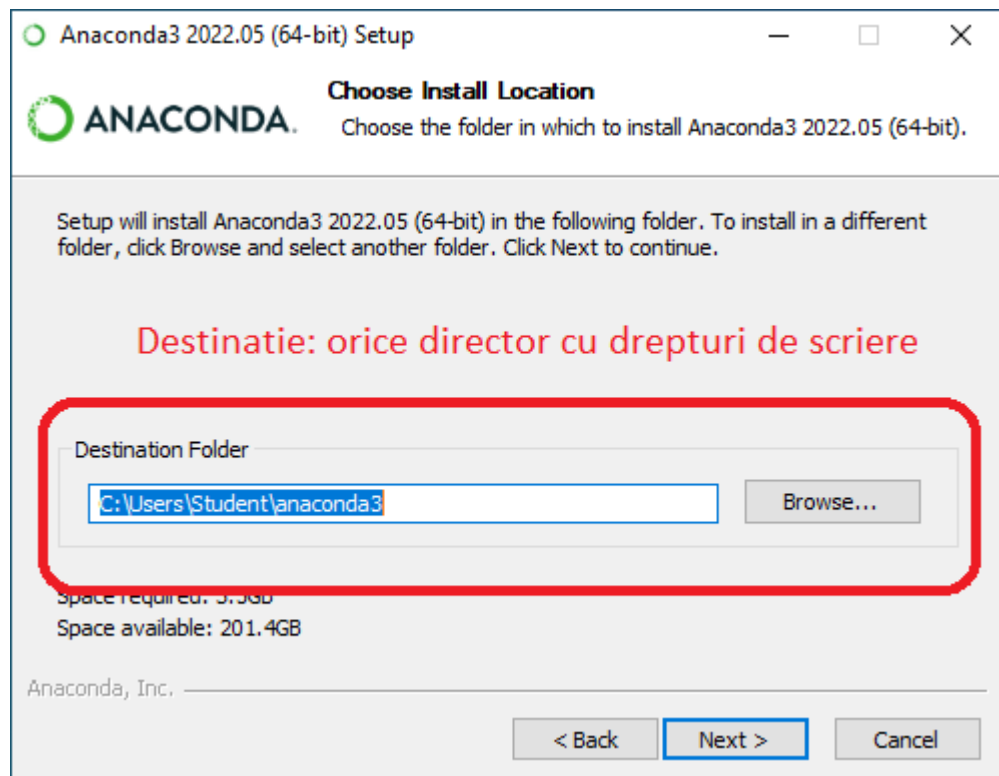 Anaconda3 2022.05 (64-bit) Setup
ANACONDA.
Choose Install Location
Choose the folder in which to install Anaconda3 2022.05 (64-bit).
Setup will install Anaconda3 2022.05 (64-bit) in the following folder. To install in a different
folder, click Browse and select another folder. Click Next to continue.
Destinatie: orice director cu drepturi de scriere
Destination Folder
C:\Users\Student\anaconda3
Browse...
Space required:
Space available: 201.4GB
Anaconda, Inc.
< Back
Next >
Cancel